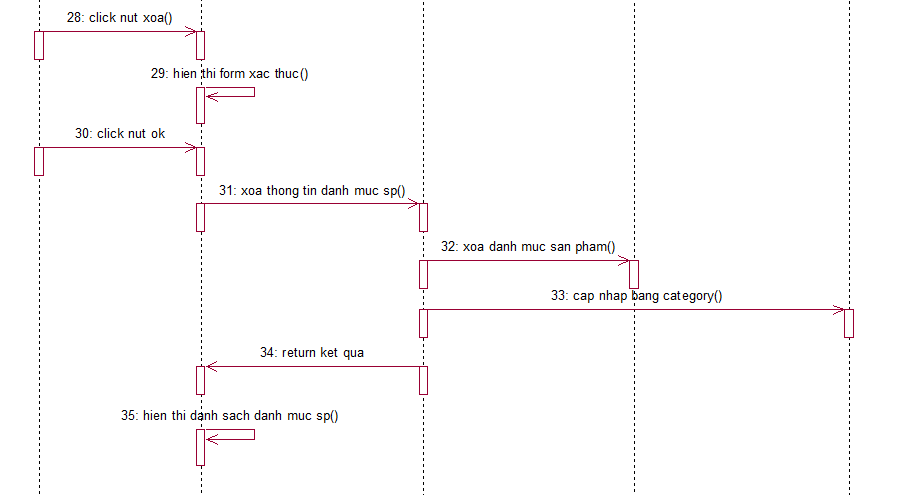 28: click nut xoa()
29: hien thi form xac thuc()
30: click nut ok
31: xoa thong tin danh muc sp()
32: xoa danh muc san pham()
33: cap nhap bang category()
34: return ket qua
35: hien thi danh sach danh muc sp()